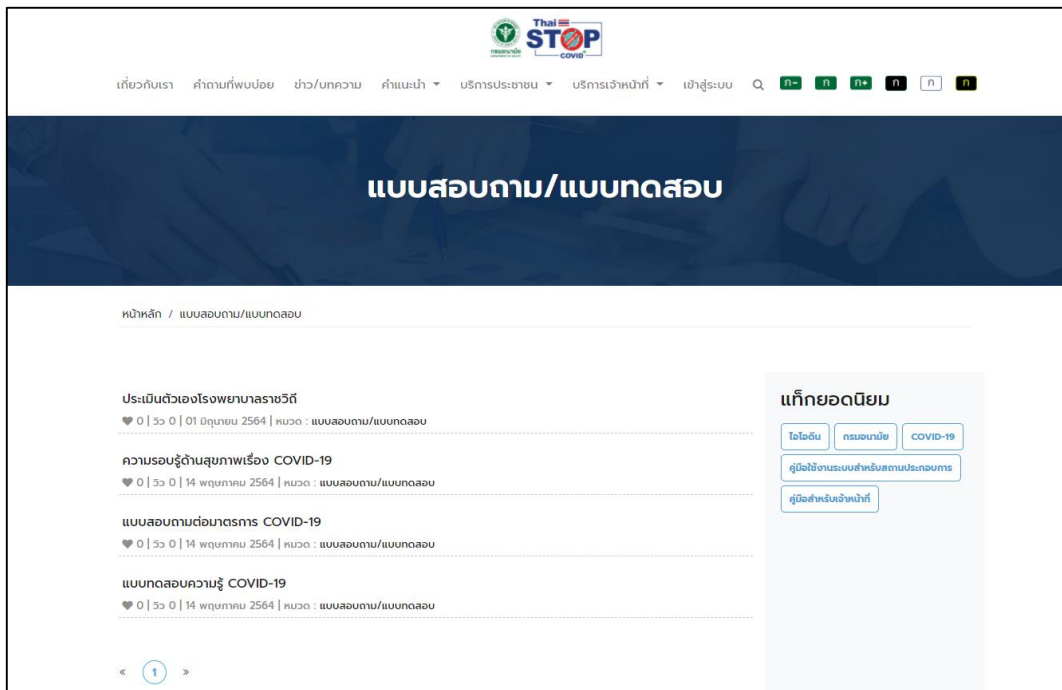 กรมอนามัย
Thai
STOP
COVID
เกี่ยวกับเรา คำถามที่พบบ่อย ข่าว/บทความ คำแนะนำ บริการประชาชน บริการเจ้าหน้าที่ เข้าสู่ระบบ ก- ก ก+ ก ก ก
แบบสอบถาม/แบบทดสอบ
หน้าหลัก / แบบสอบถาม/แบบทดสอบ
ประเมินตัวเองโรงพยาบาลราชวิถี
0 | วิว 0 | 01 มิถุนายน 2564 | หมวด : แบบสอบถาม/แบบทดสอบ
ความรอบรู้ด้านสุขภาพเรื่อง COVID-19
0 | วิว 0 | 14 พฤษภาคม 2564 | หมวด : แบบสอบถาม/แบบทดสอบ
แบบสอบถามต่อมาตรการ COVID-19
0 | วิว 0 | 14 พฤษภาคม 2564 | หมวด : แบบสอบถาม/แบบทดสอบ
แบบทดสอบความรู้ COVID-19
0 | วิว 0 | 14 พฤษภาคม 2564 | หมวด : แบบสอบถาม/แบบทดสอบ
« 1 »
แท็กยอดนิยม
ไอโอดีน กรมอนามัย COVID-19
คู่มือใช้งานระบบสำหรับสถานประกอบการ
คู่มือสำหรับเจ้าหน้าที่